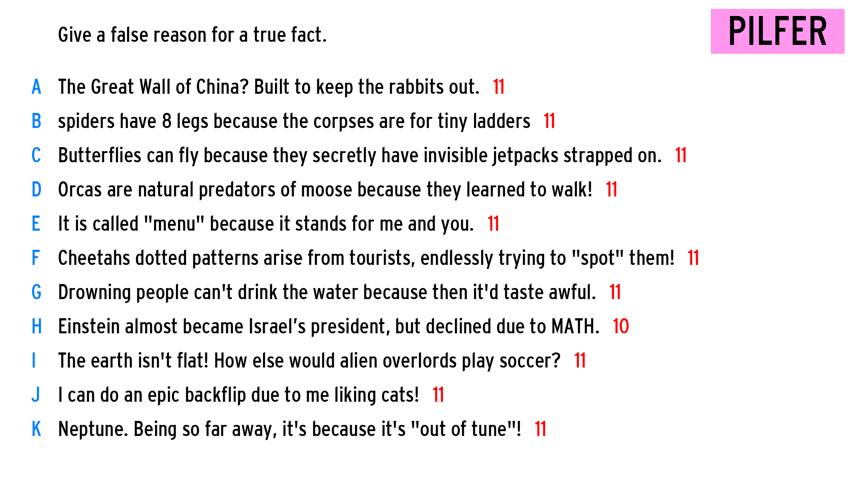 Give a false reason for a true fact.
PILFER
A The Great Wall of China? Built to keep the rabbits out. 11
B spiders have 8 legs because the corpses are for tiny ladders 11
C Butterflies can fly because they secretly have invisible jetpacks strapped on. 11
D Orcas are natural predators of moose because they learned to walk! 11
E It is called "menu" because it stands for me and you. 11
F Cheetahs dotted patterns arise from tourists, endlessly trying to "spot" them! 11
G Drowning people can't drink the water because then it'd taste awful. 11
H Einstein almost became Israel’s president, but declined due to MATH. 10
I The earth isn't flat! How else would alien overlords play soccer? 11
J I can do an epic backflip due to me liking cats! 11
K Neptune. Being so far away, it's because it's "out of tune"! 11